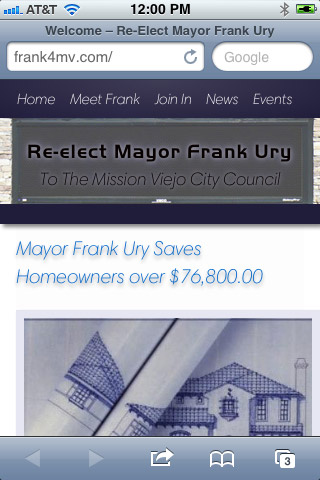 AT&T 12:00 PM
Welcome – Re-Elect Mayor Frank Ury
frank4mv.com/ Google
Home Meet Frank Join In News Events
Re-elect Mayor Frank Ury
To The Mission Viejo City Council
Mayor Frank Ury Saves
Homeowners over $76,800.00
3